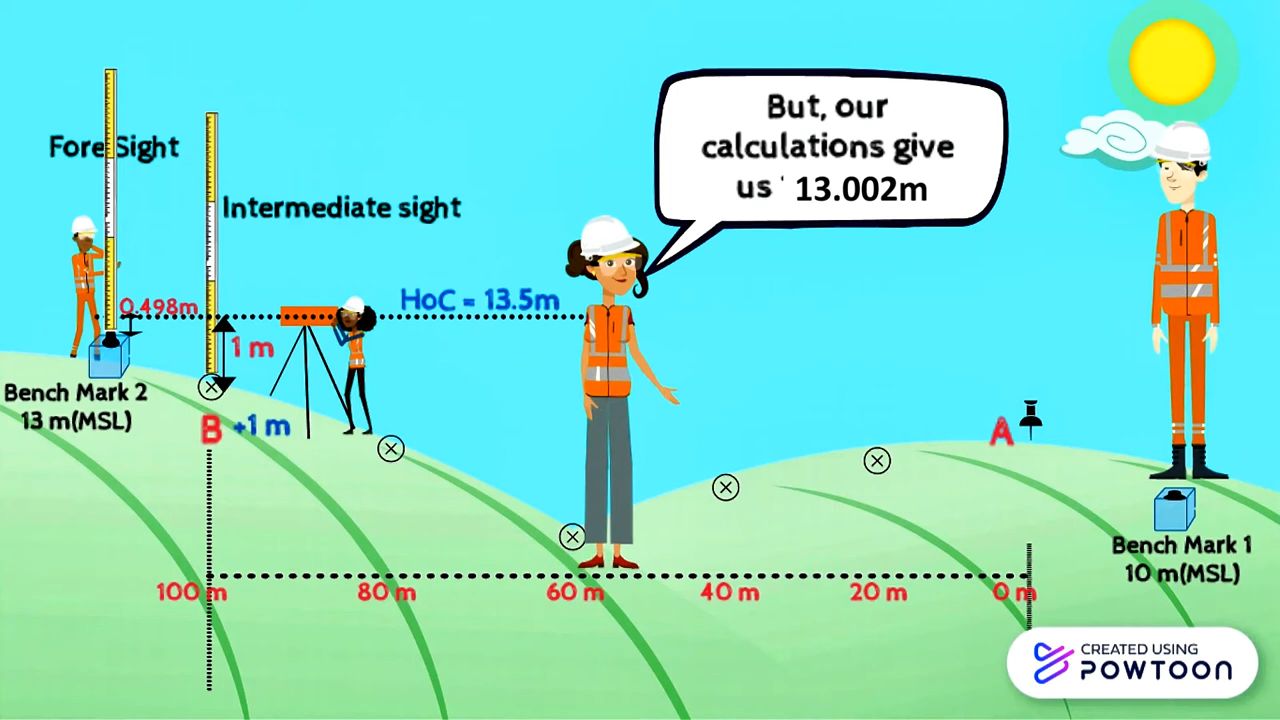 But, our
calculations give
us 13.002m
Fore Sight
Intermediate sight
0.498m
HoC = 13.5m
1 m
Bench Mark 2
13 m(MSL)
B +1 m
A
Bench Mark 1
10 m(MSL)
100 m 80 m 60 m 40 m 20 m 0 m
CREATED USING
POWTOON